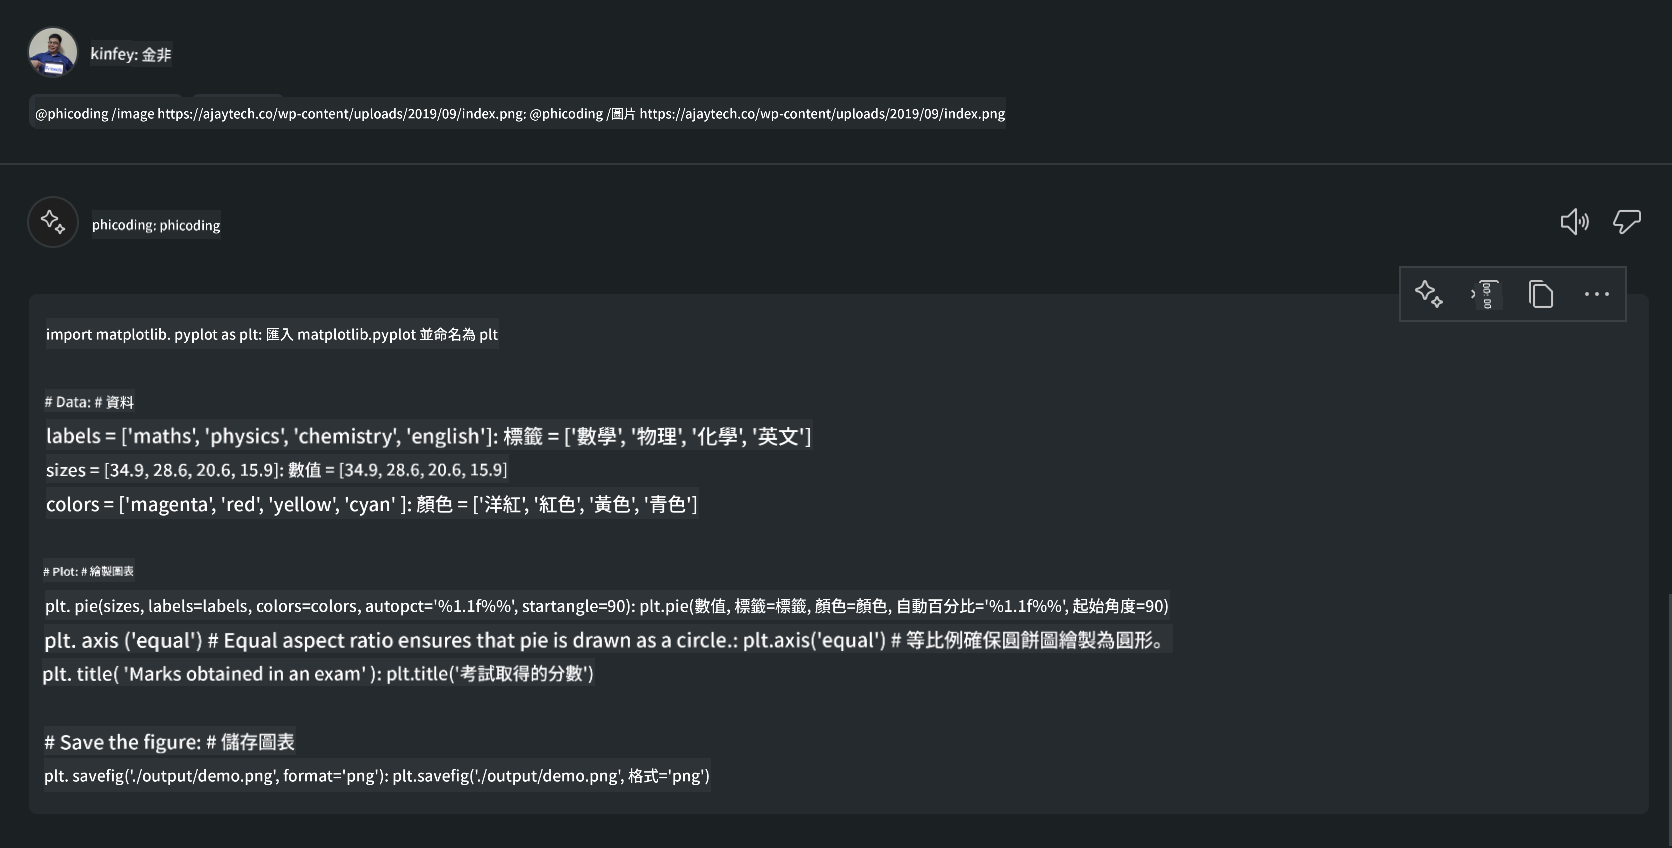 kinfey: 金非
@phicoding /image https://ajaytech.co/wp-content/uploads/2019/09/index.png: @phicoding /圖片 https://ajaytech.co/wp-content/uploads/2019/09/index.png
phicoding: phicoding
import matplotlib. pyplot as plt: 匯入 matplotlib.pyplot 並命名為 plt
# Data: # 資料
labels = ['maths', 'physics', 'chemistry', 'english']: 標籤 = ['數學', '物理', '化學', '英文']
sizes = [34.9, 28.6, 20.6, 15.9]: 數值 = [34.9, 28.6, 20.6, 15.9]
colors = ['magenta', 'red', 'yellow', 'cyan' ]: 顏色 = ['洋紅', '紅色', '黃色', '青色']
# Plot: # 繪製圖表
plt. pie(sizes, labels=labels, colors=colors, autopct='%1.1f%%', startangle=90): plt.pie(數值, 標籤=標籤, 顏色=顏色, 自動百分比='%1.1f%%', 起始角度=90)
plt. axis ('equal') # Equal aspect ratio ensures that pie is drawn as a circle.: plt.axis('equal') # 等比例確保圓餅圖繪製為圓形。
plt. title( 'Marks obtained in an exam' ): plt.title('考試取得的分數')
# Save the figure: # 儲存圖表
plt. savefig('./output/demo.png', format='png'): plt.savefig('./output/demo.png', 格式='png')